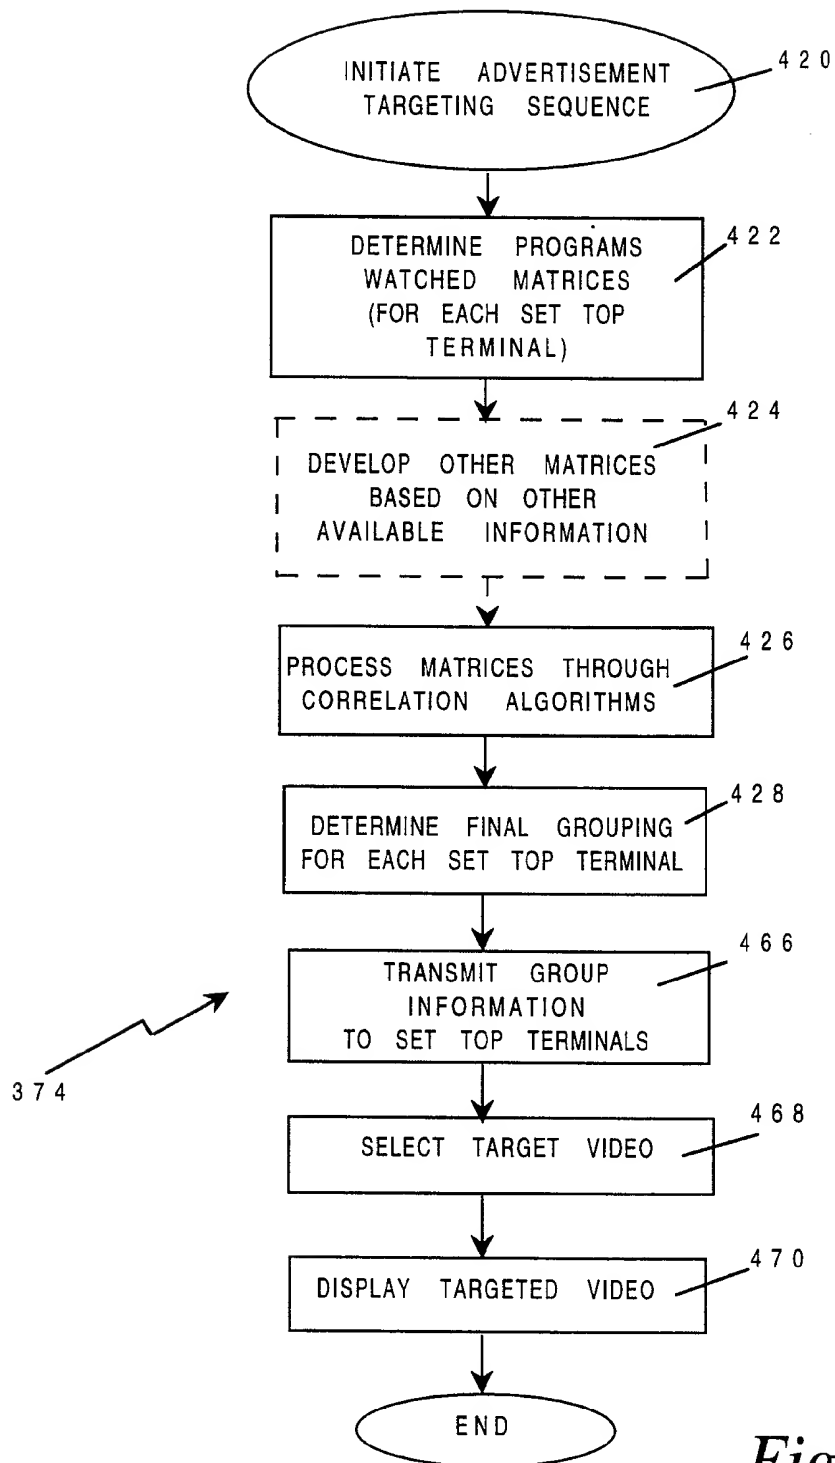 INITIATE ADVERTISEMENT
TARGETING SEQUENCE
420
DETERMINE PROGRAMS
WATCHED MATRICES
(FOR EACH SET TOP
TERMINAL)
422
DEVELOP OTHER MATRICES
BASED ON OTHER
AVAILABLE INFORMATION
424
PROCESS MATRICES THROUGH
CORRELATION ALGORITHMS
426
DETERMINE FINAL GROUPING
FOR EACH SET TOP TERMINAL
428
TRANSMIT GROUP
INFORMATION
TO SET TOP TERMINALS
466
374
SELECT TARGET VIDEO
468
DISPLAY TARGETED VIDEO
470
END